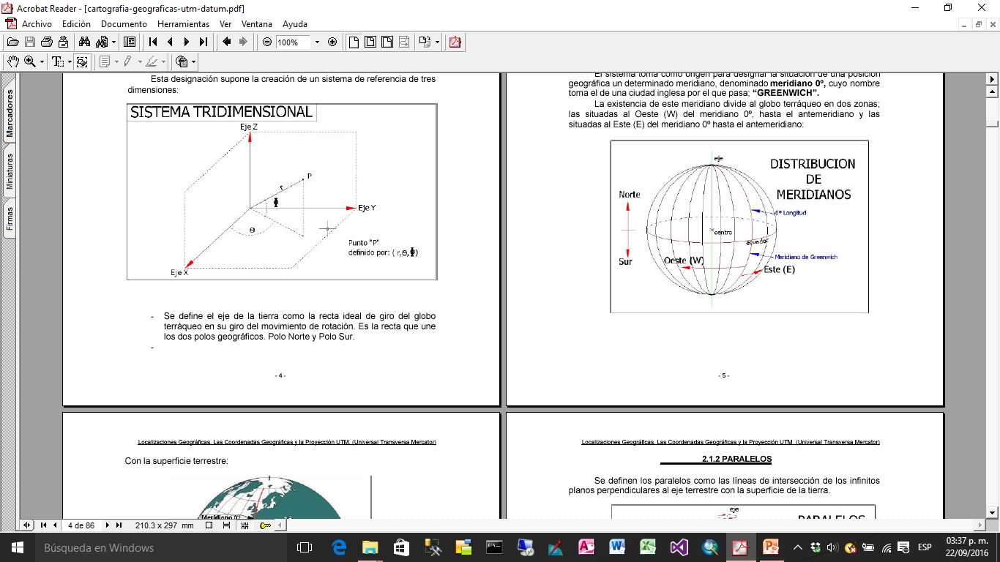 Acrobat Reader - [cartografia-geograficas-utm-datum.pdf]
Archivo Edición Documento Herramientas Ver Ventana Ayuda
100%
Marcadores
Miniaturas
Firmas
Esta designación supone la creación de un sistema de referencia de tres
dimensiones:
SISTEMA TRIDIMENSIONAL
Eje Z
P
r
Φ
Eje Y
Θ
Punto "P"
definido por: ( r,Θ,Φ)
Eje X
- Se define el eje de la tierra como la recta ideal de giro del globo
terráqueo en su giro del movimiento de rotación. Es la recta que une
los dos polos geográficos. Polo Norte y Polo Sur.
-
- 4 -
El sistema toma como origen para designar la situación de una posición
geográfica un determinado meridiano, denominado meridiano 0º, cuyo nombre
toma el de una ciudad inglesa por el que pasa; “GREENWICH”.
La existencia de este meridiano divide al globo terráqueo en dos zonas;
las situadas al Oeste (W) del meridiano 0º, hasta el antemeridiano y las
situadas al Este (E) del meridiano 0º hasta el antemeridiano:
eje
DISTRIBUCION
DE
MERIDIANOS
Norte
0º Longitud
centro
ecuador
Sur
Oeste (W)
Meridiano de Greenwich
Este (E)
- 5 -
Localizaciones Geográficas. Las Coordenadas Geográficas y la Proyección UTM. (Universal Transversa Mercator)
Con la superficie terrestre:
Meridiano 0º
Localizaciones Geográficas. Las Coordenadas Geográficas y la Proyección UTM. (Universal Transversa Mercator)
2.1.2 PARALELOS
Se definen los paralelos como las líneas de intersección de los infinitos
planos perpendiculares al eje terrestre con la superficie de la tierra.
eje
PARALELOS
4 de 86
210.3 x 297 mm
Búsqueda en Windows
ESP
03:37 p. m.
22/09/2016